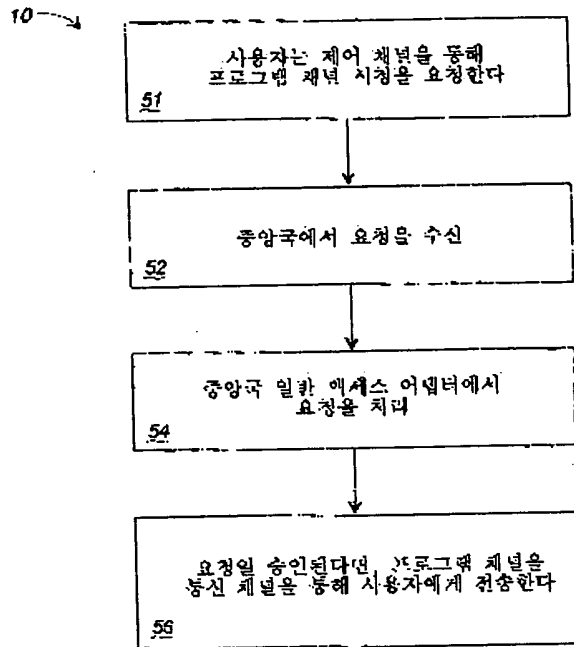 10
사용자는 제어 채널을 통해
프로그램 채널 시청을 요청한다
51
중앙국에서 요청을 수신
52
중앙국 일반 액세스 어댑터에서
요청을 처리
54
요청일 승인된다면, 프로그램 채널을
통신 채널을 통해 사용자에게 전송한다
56